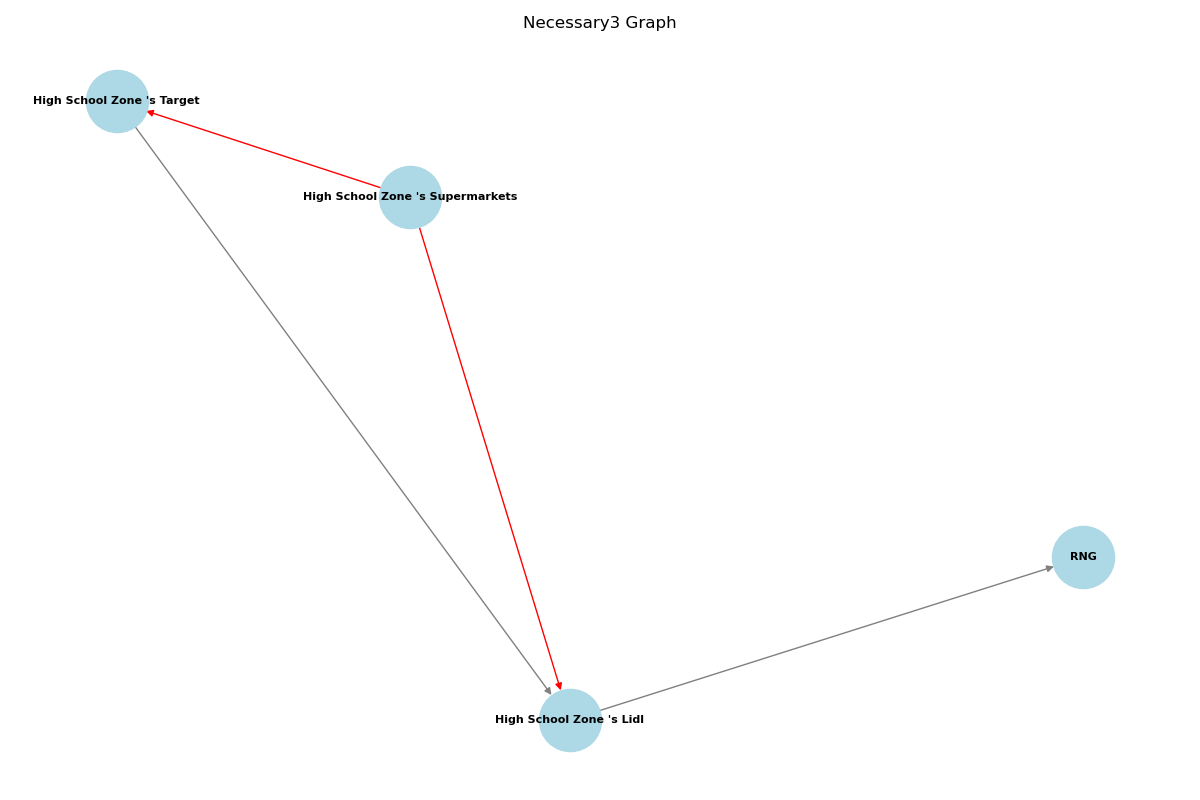 Necessary3 Graph
High School Zone 's Target
High School Zone 's Supermarkets
RNG
High School Zone 's Lidl